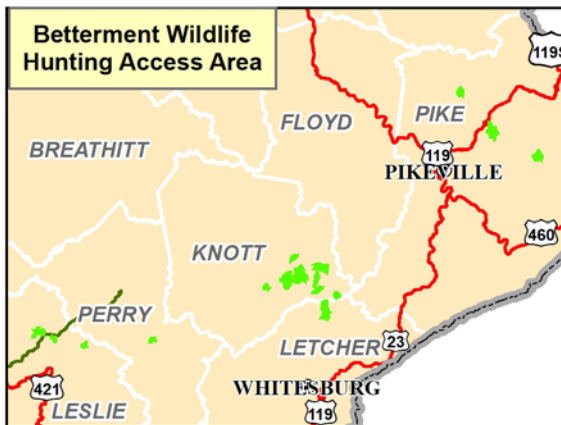 Betterment Wildlife
Hunting Access Area
119S
PIKE
FLOYD
BREATHITT
119
PIKEVILLE
460
KNOTT
PERRY
23
LETCHER
421
WHITESBURG
LESLIE
119